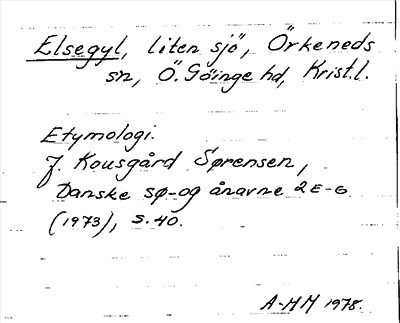 Elsegyl, liten sjö, Örkeneds
sn, Ö. Göinge hd, Krist.l.
Etymologi.
J. Kousgård Sørensen,
Danske sø- og ånavne 2 E-G
(1973), s. 40.
A-MM 1978.